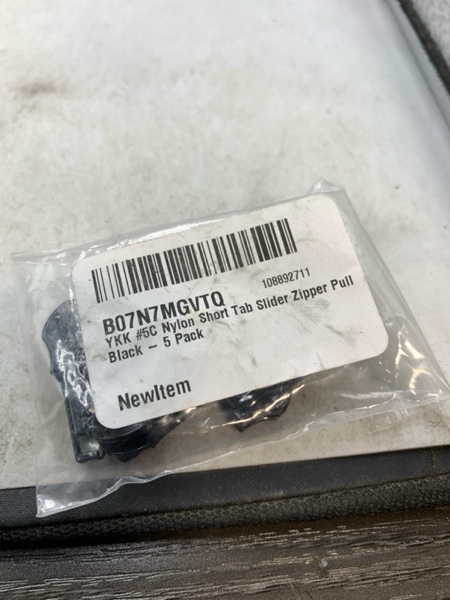 108892711
B07N7MGVTQ
YKK #5C Nylon Short Tab Slider Zipper Pull
Black – 5 Pack
NewItem